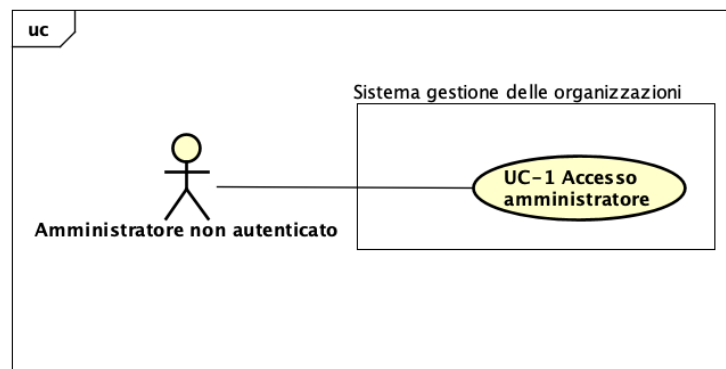 uc
Sistema gestione delle organizzazioni
UC-1 Accesso
amministratore
Amministratore non autenticato